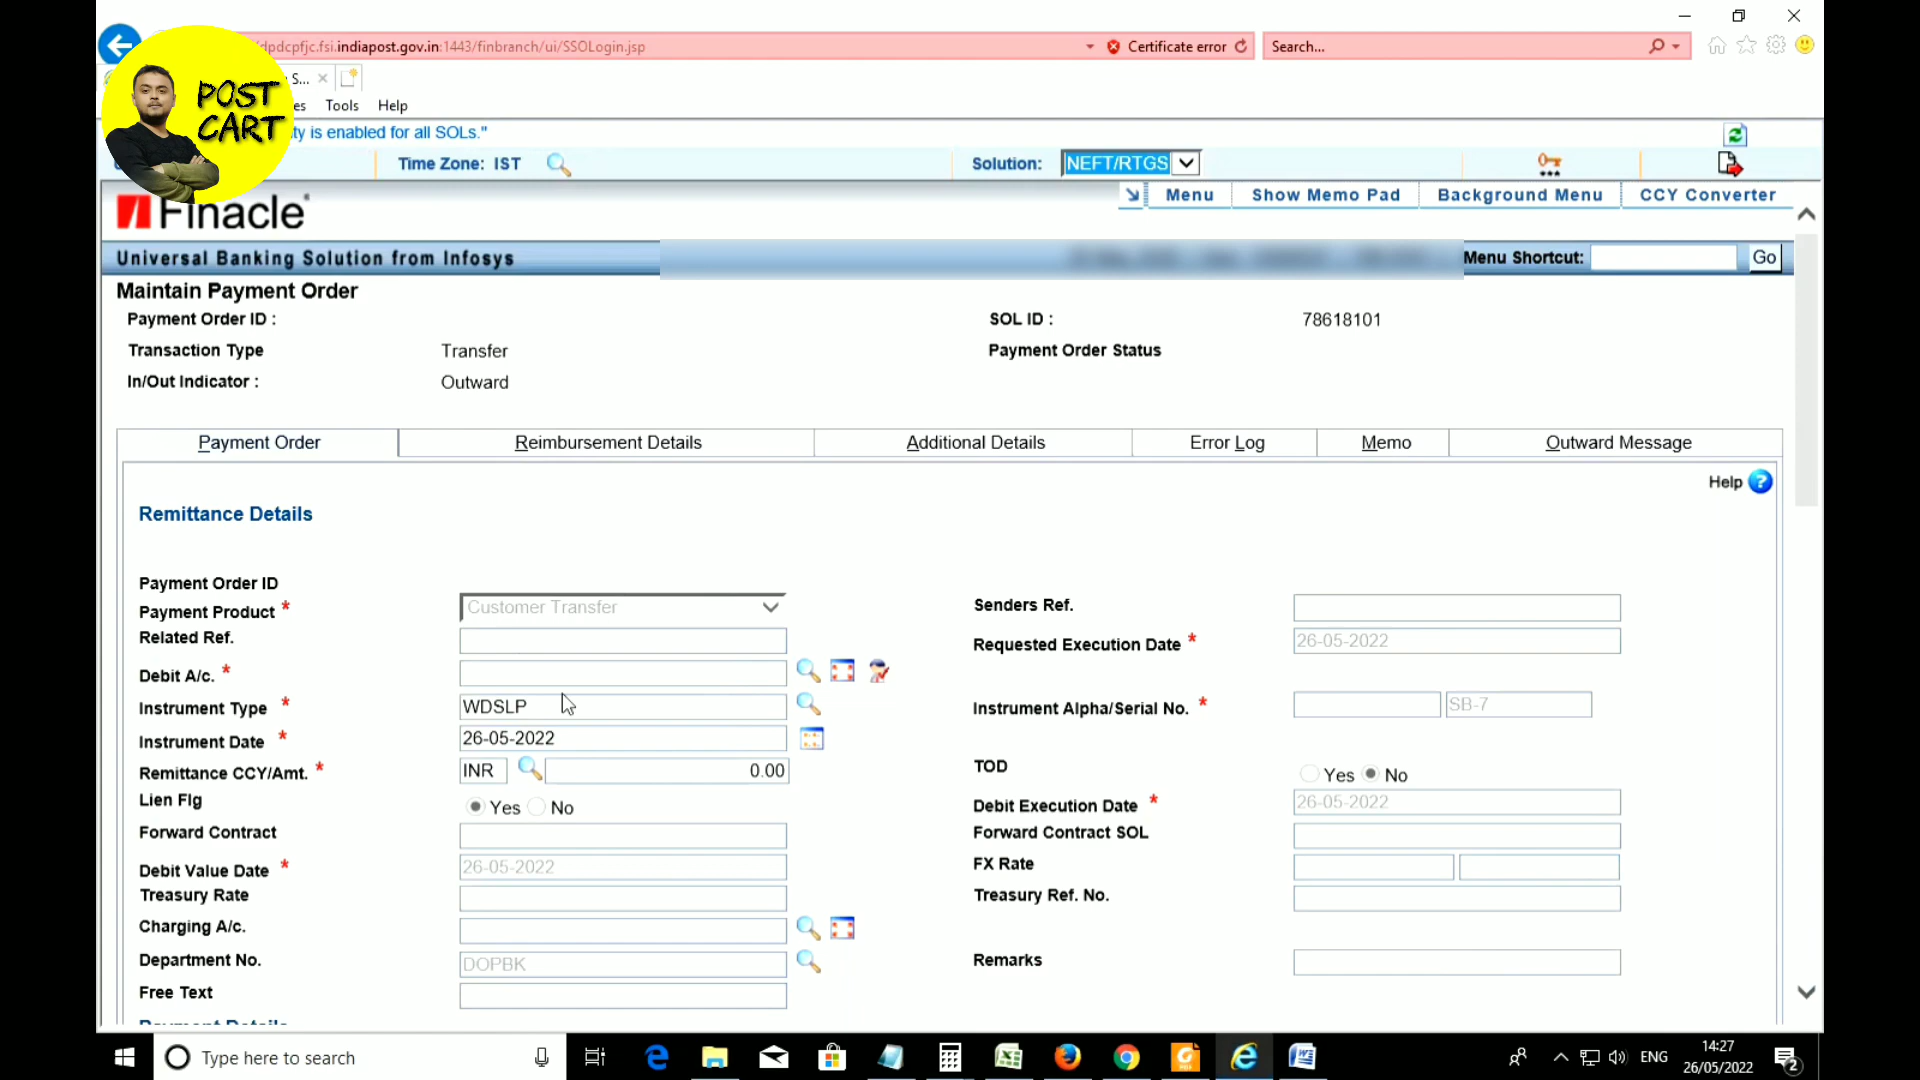 dpdcpfjc.fsi.indiapost.gov.in:1443/finbranch/ui/SSOLogin.jsp
Certificate error
Search...
POST
CART
S...
es Tools Help
ty is enabled for all SOLs."
Time Zone: IST
Solution: NEFT/RTGS
Menu Show Memo Pad Background Menu CCY Converter
Finacle
Universal Banking Solution from Infosys
Menu Shortcut: Go
Maintain Payment Order
Payment Order ID : SOL ID : 78618101
Transaction Type Transfer Payment Order Status
In/Out Indicator : Outward
Payment Order Reimbursement Details Additional Details Error Log Memo Outward Message
Help ?
Remittance Details
Payment Order ID
Payment Product * Customer Transfer Senders Ref.
Related Ref. Requested Execution Date * 26-05-2022
Debit A/c. *
Instrument Type * WDSLP Instrument Alpha/Serial No. * SB-7
Instrument Date * 26-05-2022
Remittance CCY/Amt. * INR 0.00 TOD Yes No
Lien Flg Yes No Debit Execution Date * 26-05-2022
Forward Contract Forward Contract SOL
Debit Value Date * 26-05-2022 FX Rate
Treasury Rate Treasury Ref. No.
Charging A/c.
Department No. DOPBK Remarks
Free Text
Payment Details
Type here to search
ENG
14:27
26/05/2022
2